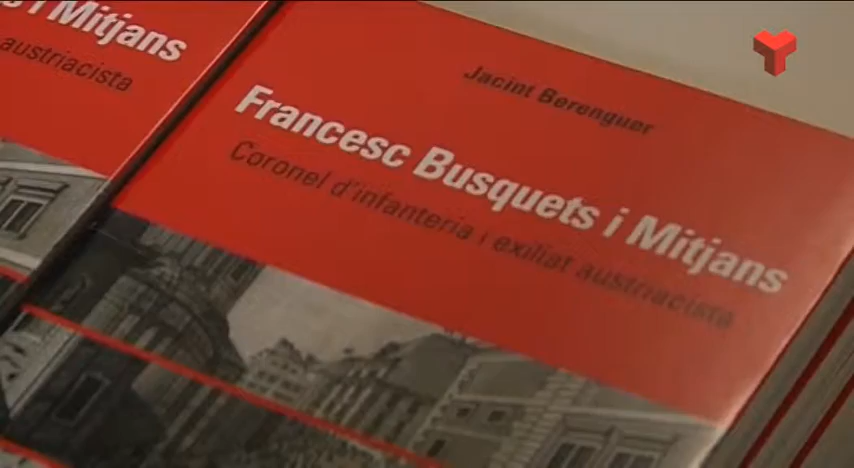 s i Mitjans
austriacista
Jacint Berenguer
Francesc Busquets i Mitjans
Coronel d'infanteria i exiliat austriacista